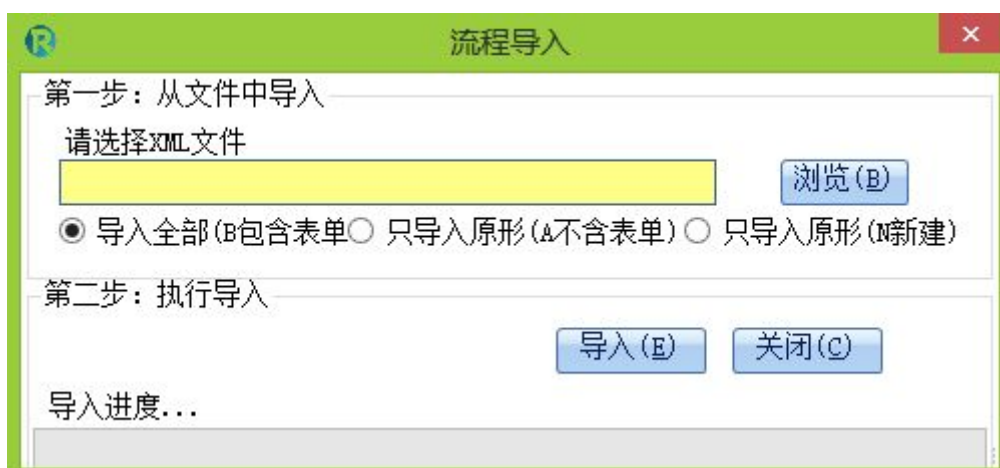 流程导入
第一步：从文件中导入
请选择XML文件
浏览(B)
导入全部(B包含表单 只导入原形(A不含表单) 只导入原形(N新建)
第二步：执行导入
导入(E) 关闭(C)
导入进度...